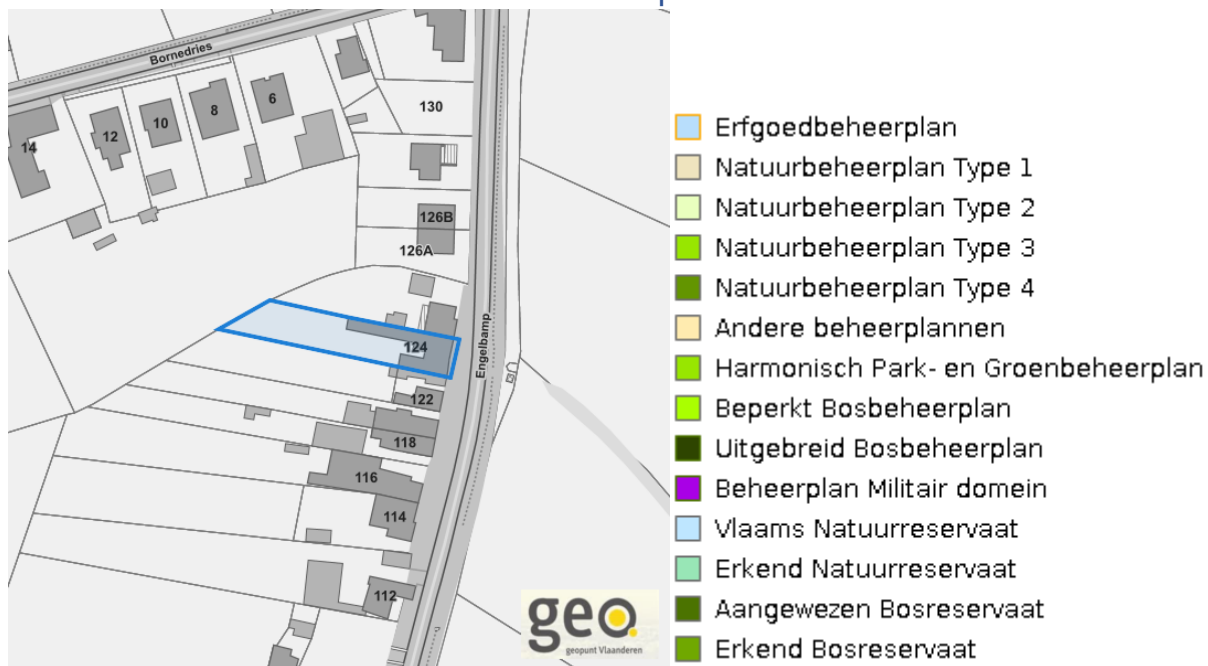 Bornedries
6
8
10
12
14
130
126B
126A
124
Engelbamp
122
118
116
114
112
geo.
geopunt Vlaanderen
Erfgoedbeheerplan
Natuurbeheerplan Type 1
Natuurbeheerplan Type 2
Natuurbeheerplan Type 3
Natuurbeheerplan Type 4
Andere beheerplannen
Harmonisch Park- en Groenbeheerplan
Beperkt Bosbeheerplan
Uitgebreid Bosbeheerplan
Beheerplan Militair domein
Vlaams Natuurreservaat
Erkend Natuurreservaat
Aangewezen Bosreservaat
Erkend Bosreservaat